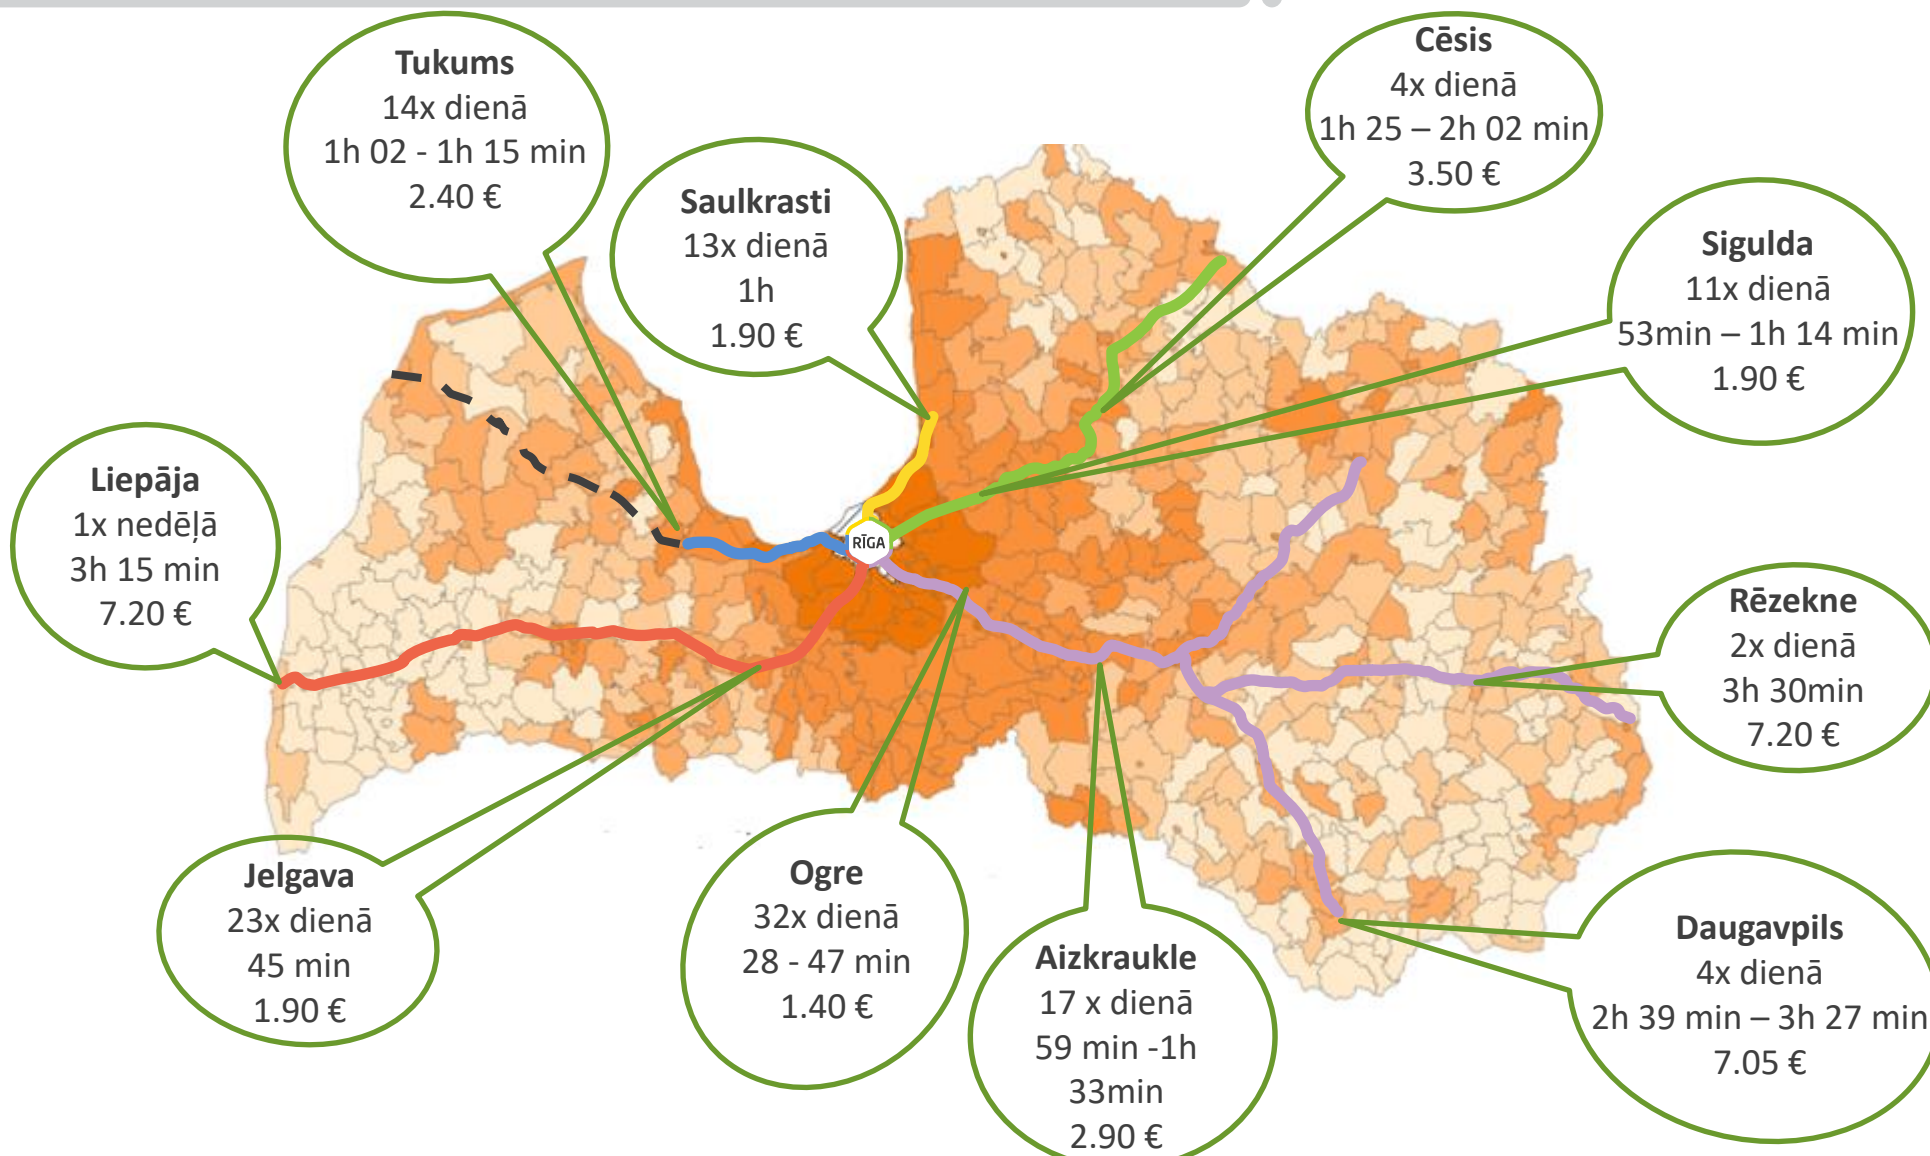 Tukums
14x dienā
1h 02 - 1h 15 min
2.40 €
Saulkrasti
13x dienā
1h
1.90 €
Cēsis
4x dienā
1h 25 – 2h 02 min
3.50 €
Sigulda
11x dienā
53min – 1h 14 min
1.90 €
Liepāja
1x nedēļā
3h 15 min
7.20 €
RĪGA
Rēzekne
2x dienā
3h 30min
7.20 €
Jelgava
23x dienā
45 min
1.90 €
Ogre
32x dienā
28 - 47 min
1.40 €
Aizkraukle
17 x dienā
59 min -1h
33min
2.90 €
Daugavpils
4x dienā
2h 39 min – 3h 27 min
7.05 €